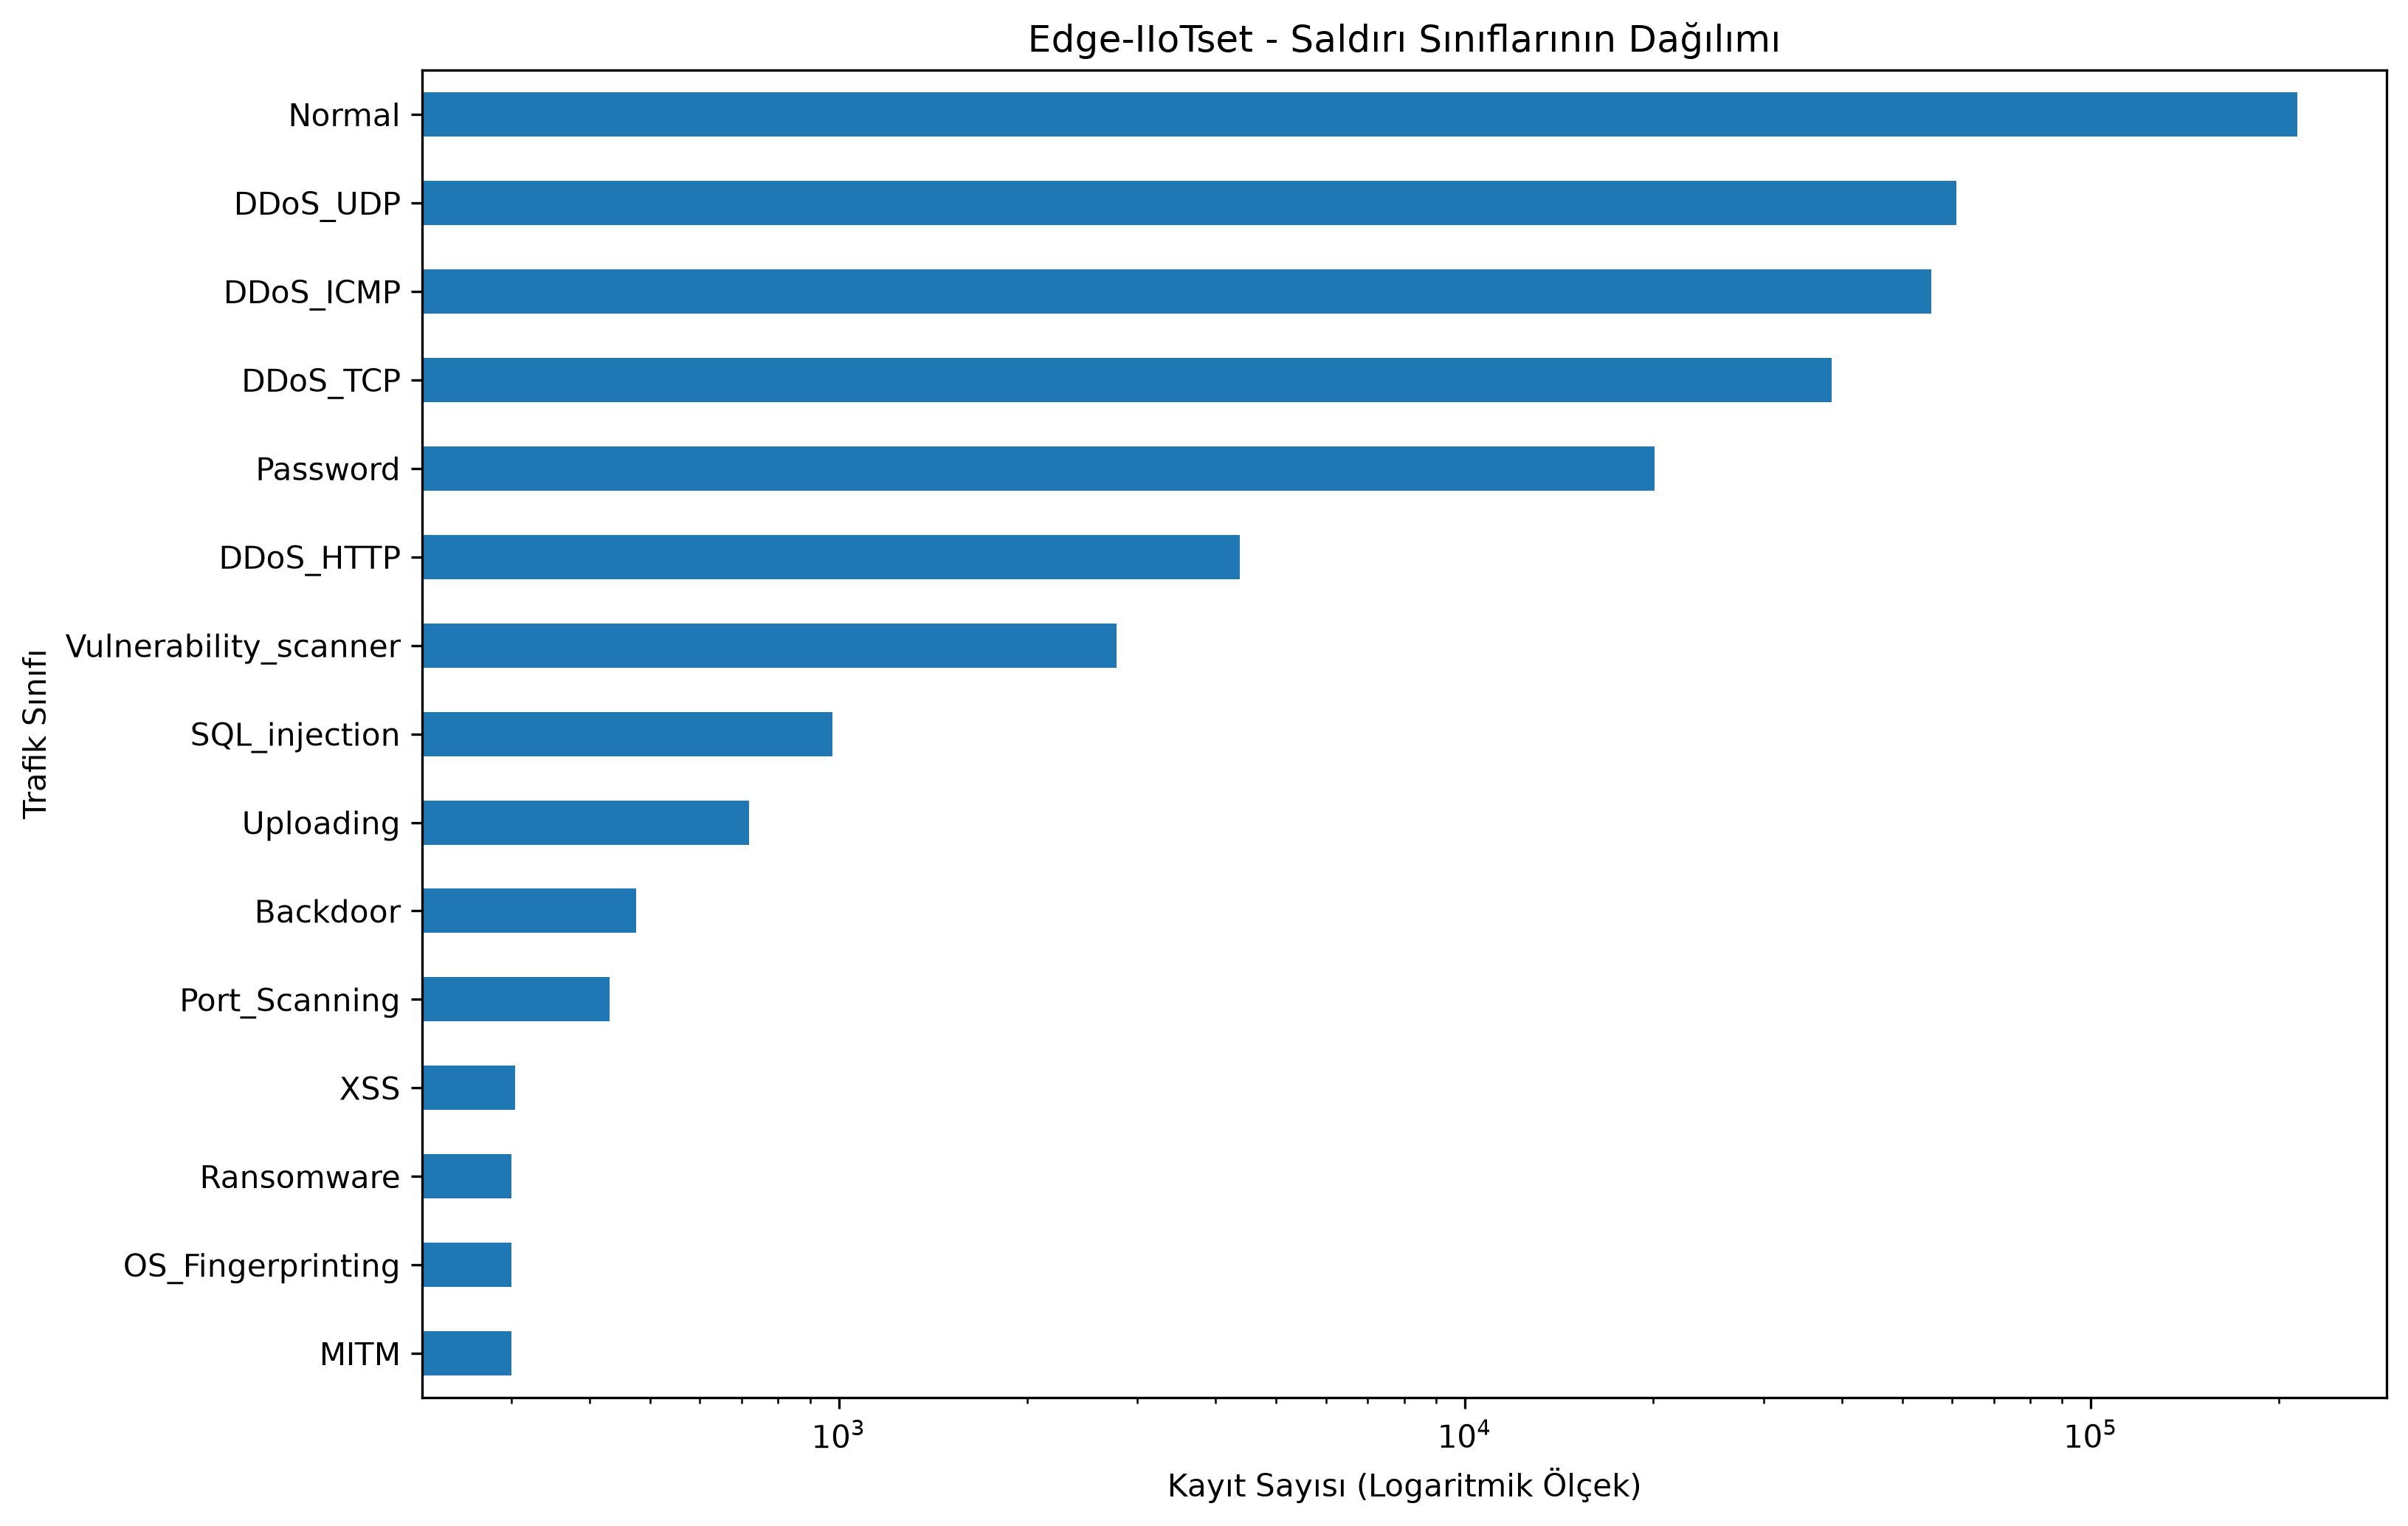 Edge-IIoTset - Saldırı Sınıflarının Dağılımı
Trafik Sınıfı
Normal
DDoS_UDP
DDoS_ICMP
DDoS_TCP
Password
DDoS_HTTP
Vulnerability_scanner
SQL_injection
Uploading
Backdoor
Port_Scanning
XSS
Ransomware
OS_Fingerprinting
MITM
10³ 10⁴ 10⁵
Kayıt Sayısı (Logaritmik Ölçek)